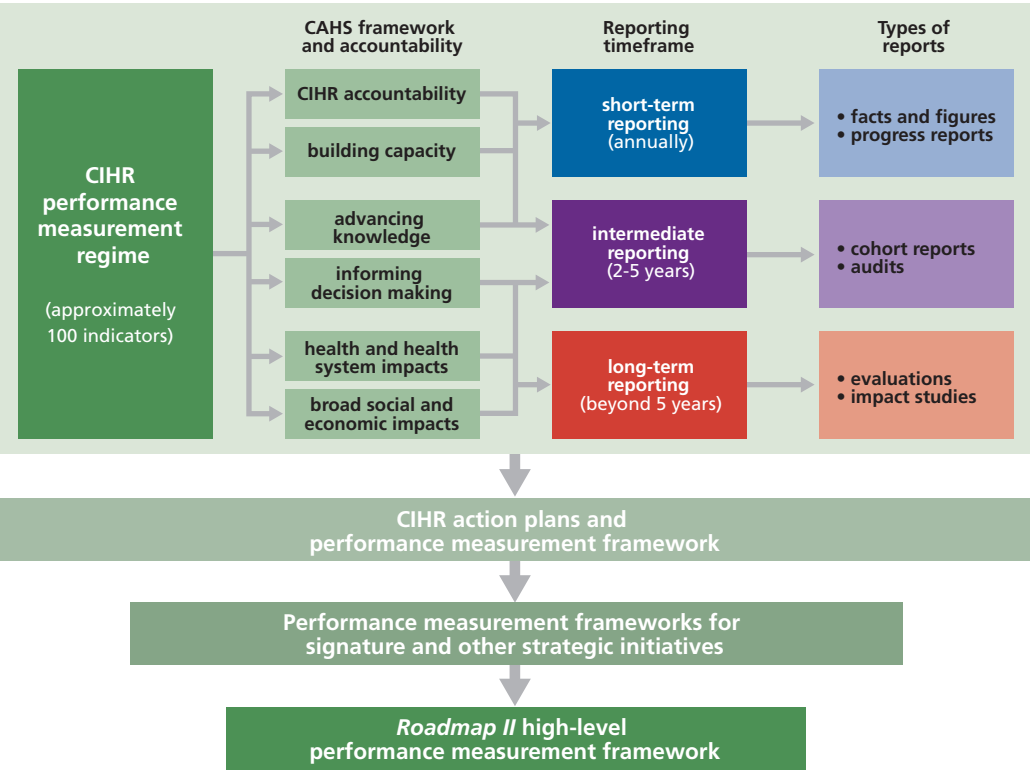 CAHS framework
and accountability
Reporting
timeframe
Types of
reports
CIHR
performance
measurement
regime
(approximately
100 indicators)
CIHR accountability
building capacity
advancing
knowledge
informing
decision making
health and health
system impacts
broad social and
economic impacts
short-term
reporting
(annually)
intermediate
reporting
(2-5 years)
long-term
reporting
(beyond 5 years)
• facts and figures
• progress reports
• cohort reports
• audits
• evaluations
• impact studies
CIHR action plans and
performance measurement framework
Performance measurement frameworks for
signature and other strategic initiatives
Roadmap II high-level
performance measurement framework